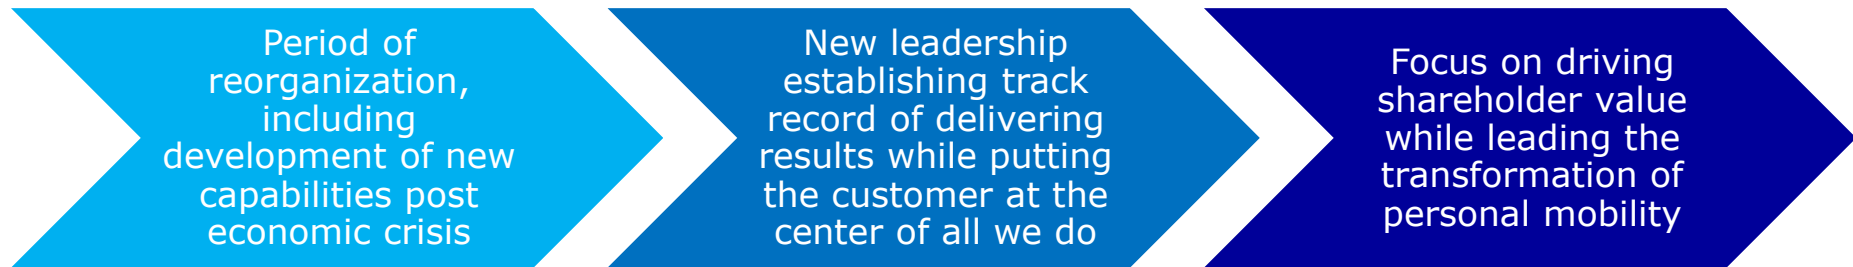 Period of
reorganization,
including
development of new
capabilities post
economic crisis
New leadership
establishing track
record of delivering
results while putting
the customer at the
center of all we do
Focus on driving
shareholder value
while leading the
transformation of
personal mobility